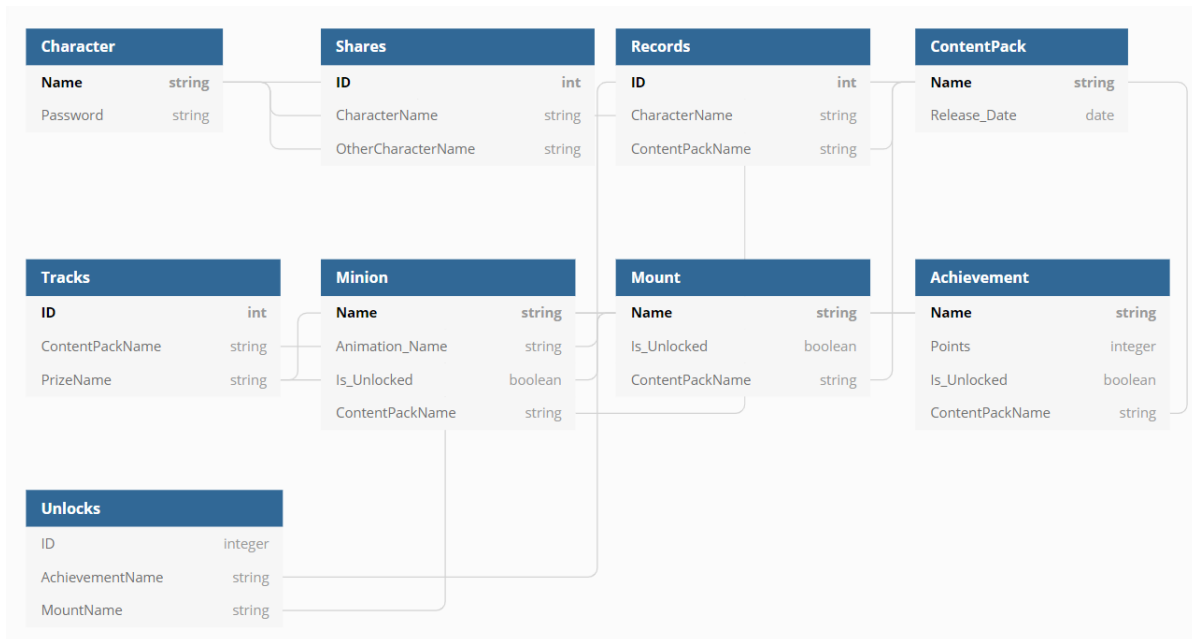 Character
Name string
Password string
Shares
ID int
CharacterName string
OtherCharacterName string
Records
ID int
CharacterName string
ContentPackName string
ContentPack
Name string
Release_Date date
Tracks
ID int
ContentPackName string
PrizeName string
Minion
Name string
Animation_Name string
Is_Unlocked boolean
ContentPackName string
Mount
Name string
Is_Unlocked boolean
ContentPackName string
Achievement
Name string
Points integer
Is_Unlocked boolean
ContentPackName string
Unlocks
ID integer
AchievementName string
MountName string